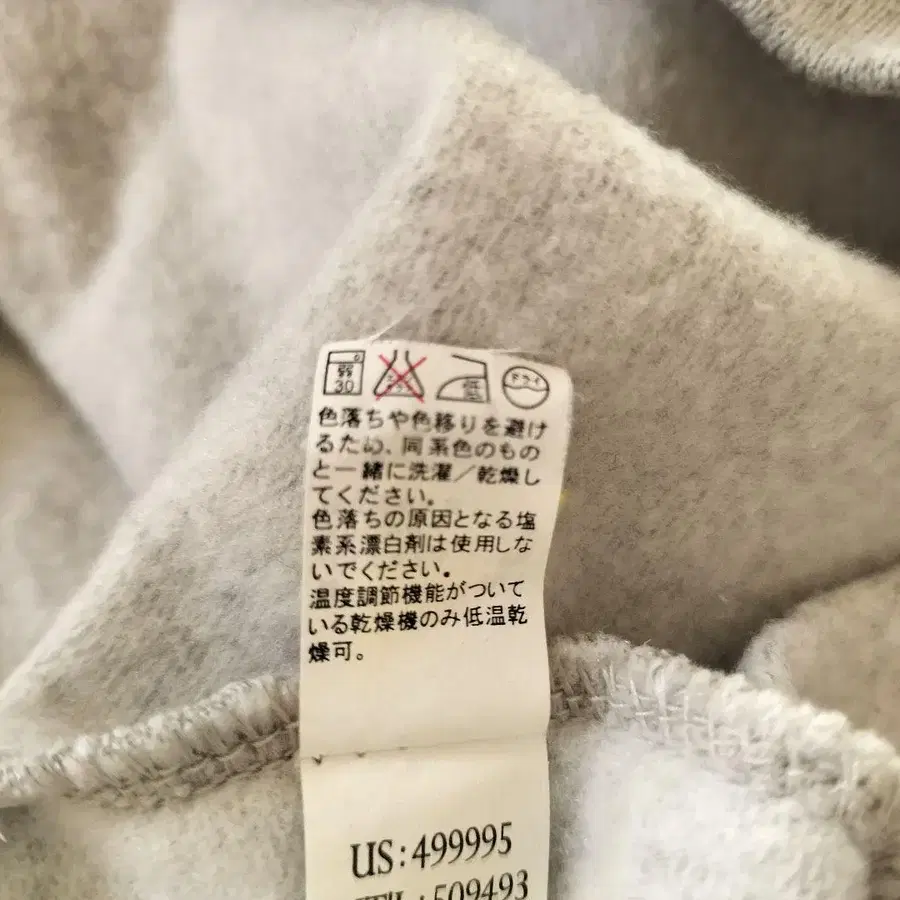 弱
30
低
ドライ
色落ちや色移りを避け
るため、同系色のもの
と一緒に洗濯／乾燥し
てください。
色落ちの原因となる塩
素系漂白剤は使用しな
いでください。
温度調節機能がついて
いる乾燥機のみ低温乾
燥可。
US:499995
:509493